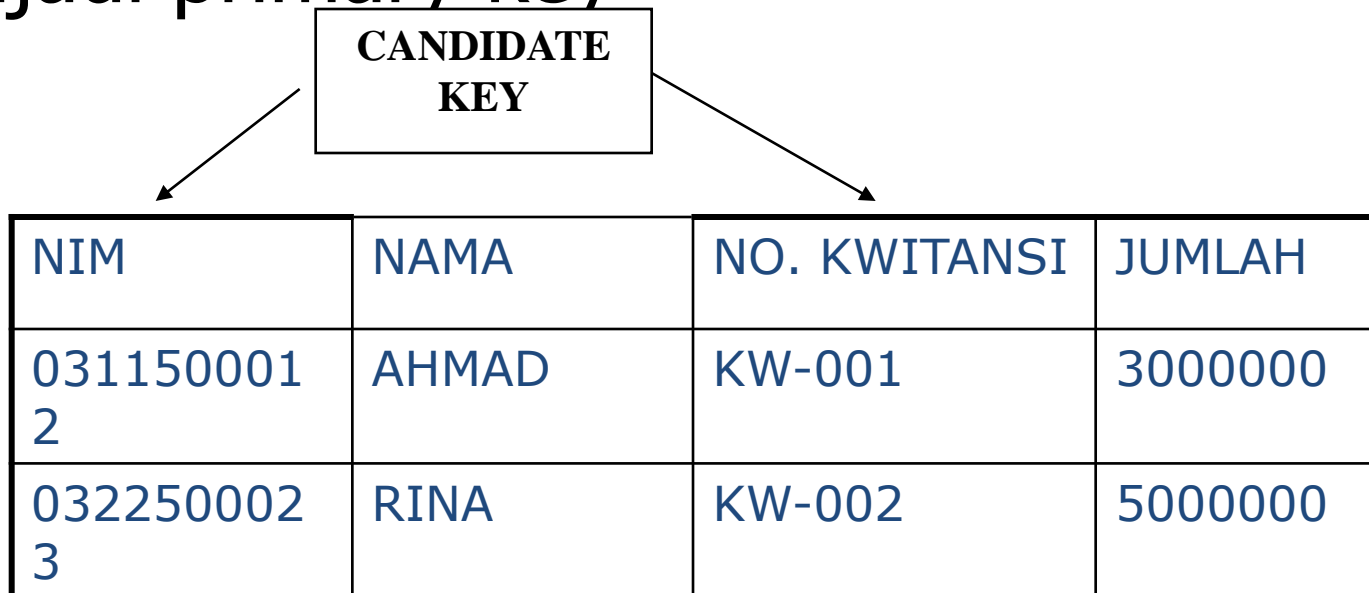 primary
CANDIDATE
KEY
NIM NAMA NO. KWITANSI JUMLAH
031150001 AHMAD KW-001 3000000
2
032250002 RINA KW-002 5000000
3